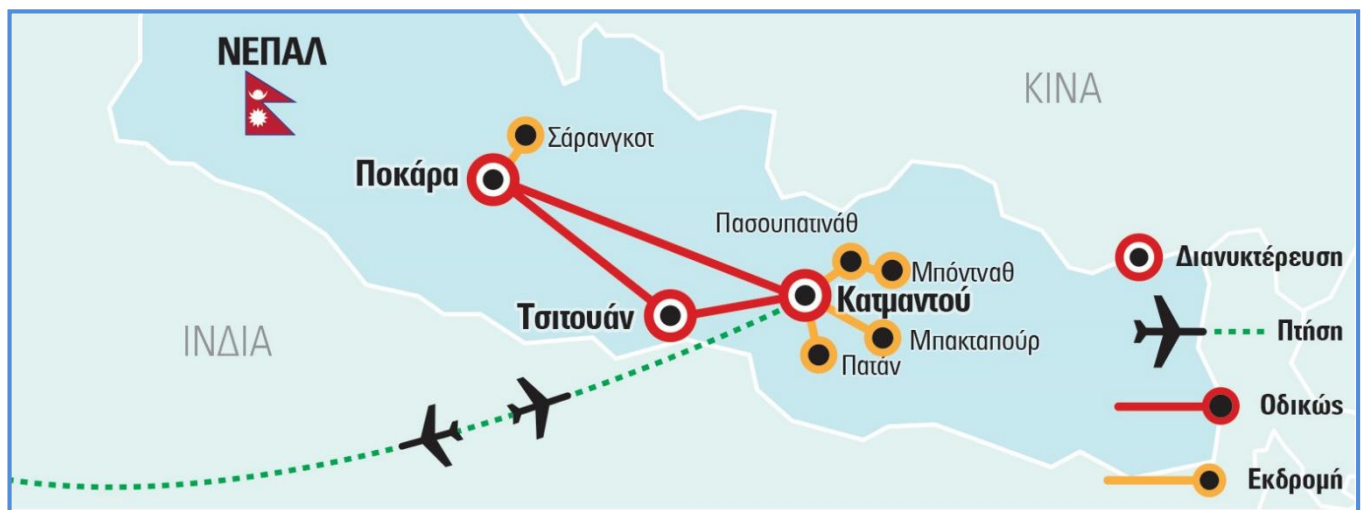 ΝΕΠΑΛ
ΚΙΝΑ
Σάρανγκοτ
Ποκάρα
Πασουπατινάθ
Διανυκτέρευση
Μπόντναθ
Κατμαντού
Τσιτουάν
Πτήση
ΙΝΔΙΑ
Μπακταπούρ
Πατάν
Οδικώς
Εκδρομή